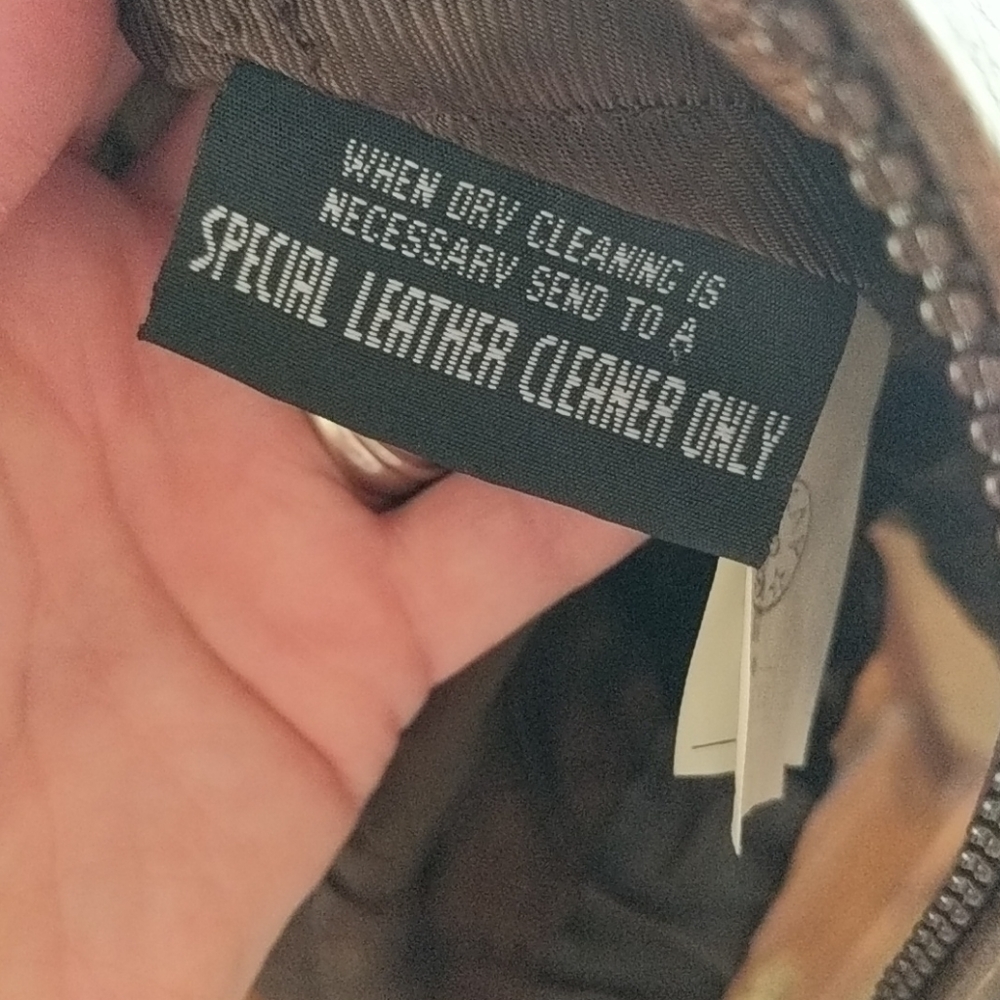 WHEN DRY CLEANING IS
NECESSARY SEND TO A
SPECIAL LEATHER CLEANER ONLY